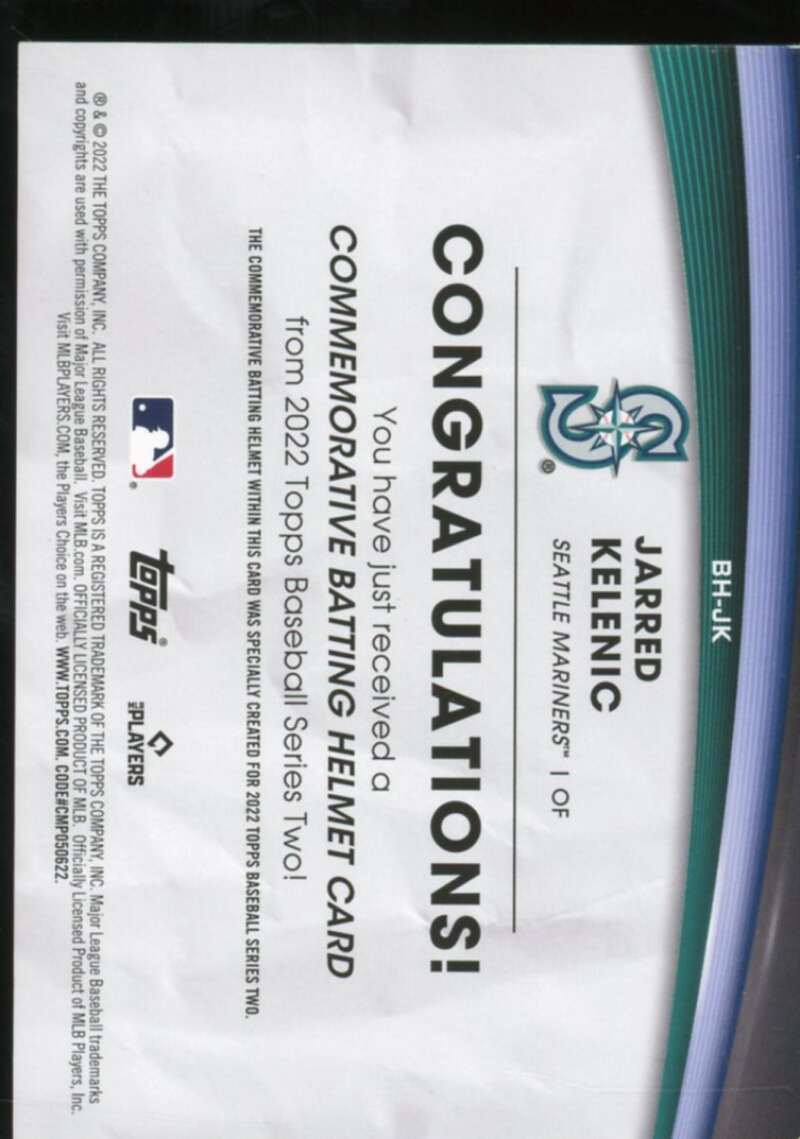 BH-JK
JARRED
KELENIC
SEATTLE MARINERS™ | OF
S®
CONGRATULATIONS!
You have just received a
COMMEMORATIVE BATTING HELMET CARD
from 2022 Topps Baseball Series Two!
THE COMMEMORATIVE BATTING HELMET WITHIN THIS CARD WAS SPECIALLY CREATED FOR 2022 TOPPS BASEBALL SERIES TWO.
® topps® PLAYERS
® & © 2022 THE TOPPS COMPANY, INC. ALL RIGHTS RESERVED. TOPPS IS A REGISTERED TRADEMARK OF THE TOPPS COMPANY, INC. Major League Baseball trademarks
and copyrights are used with permission of Major League Baseball. Visit MLB.com. OFFICIALLY LICENSED PRODUCT OF MLB. Officially Licensed Product of MLB Players, Inc.
Visit MLBPLAYERS.COM, the Players Choice on the web. WWW.TOPPS.COM. CODE#CMP050622.